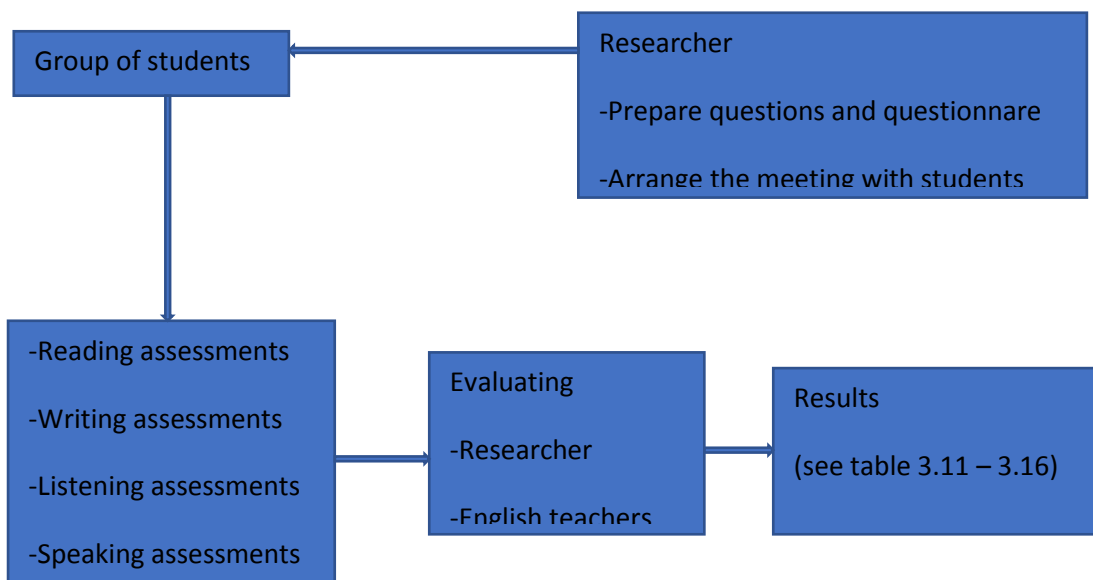 Group of students
Researcher
-Prepare questions and questionnare
-Arrange the meeting with students
-Reading assessments
-Writing assessments
-Listening assessments
-Speaking assessments
Evaluating
-Researcher
-English teachers
Results
(see table 3.11 – 3.16)